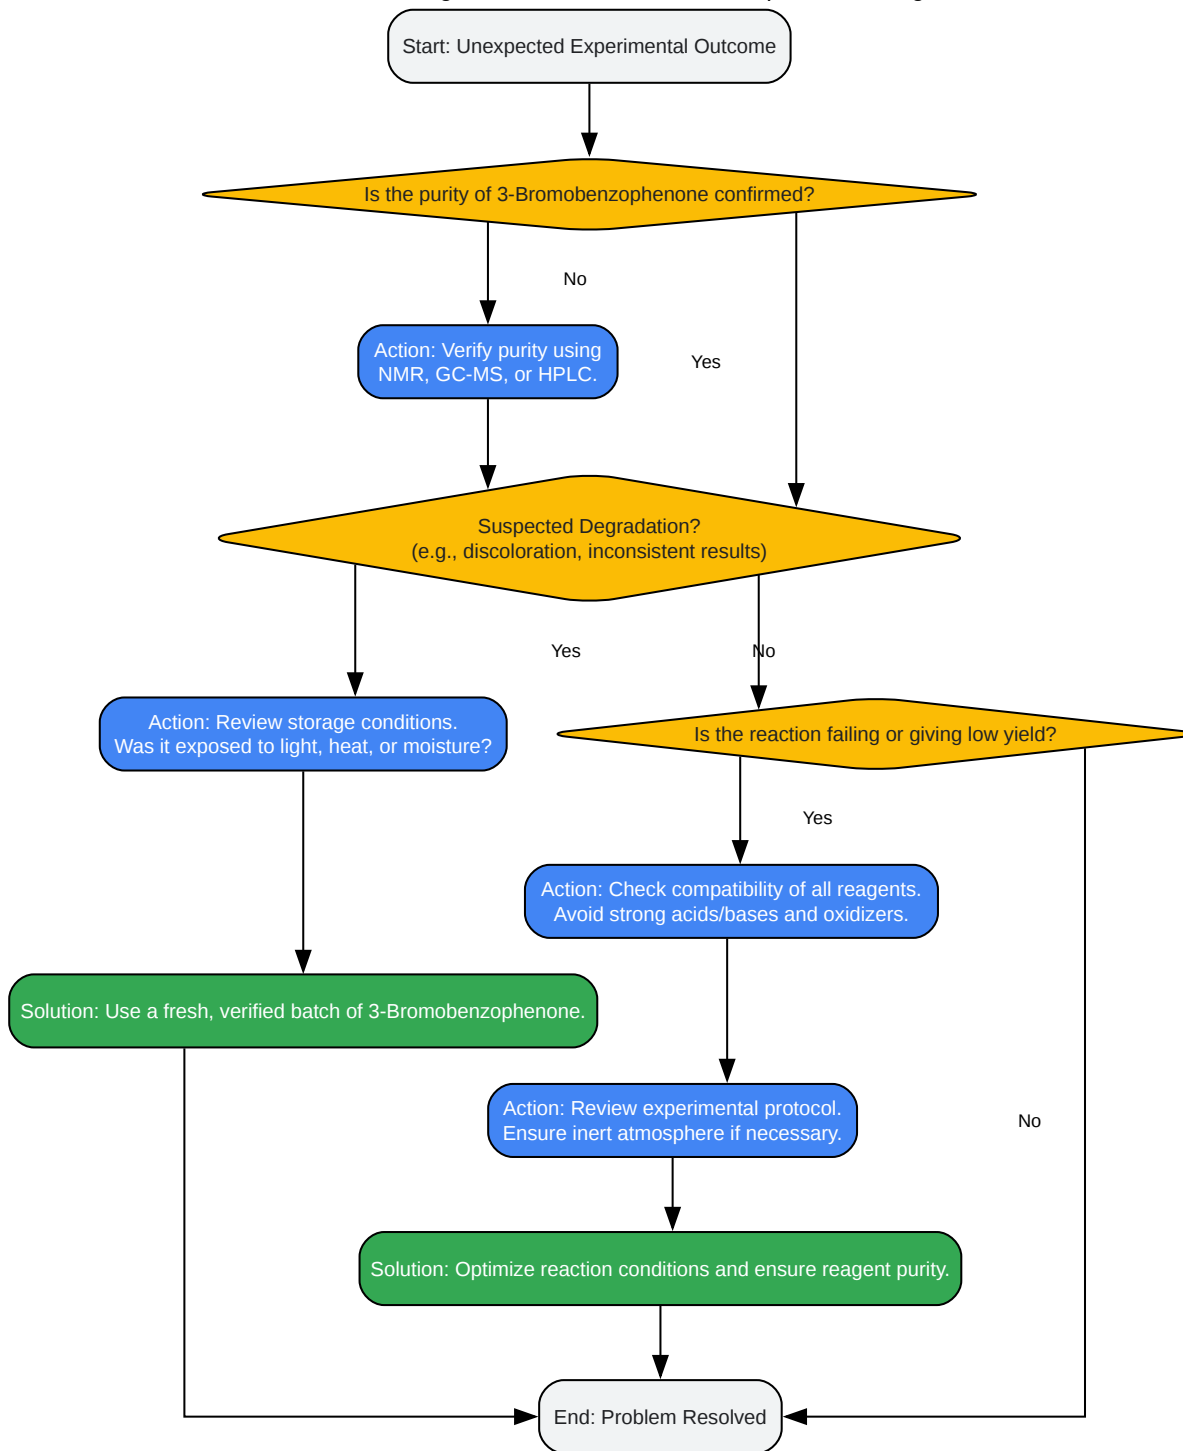 Start: Unexpected Experimental Outcome
Is the purity of 3-Bromobenzophenone confirmed?
No
Action: Verify purity using
NMR, GC-MS, or HPLC.
Yes
Suspected Degradation?
(e.g., discoloration, inconsistent results)
Yes
No
Action: Review storage conditions.
Was it exposed to light, heat, or moisture?
Is the reaction failing or giving low yield?
Yes
Action: Check compatibility of all reagents.
Avoid strong acids/bases and oxidizers.
Solution: Use a fresh, verified batch of 3-Bromobenzophenone.
Action: Review experimental protocol.
Ensure inert atmosphere if necessary.
No
Solution: Optimize reaction conditions and ensure reagent purity.
End: Problem Resolved